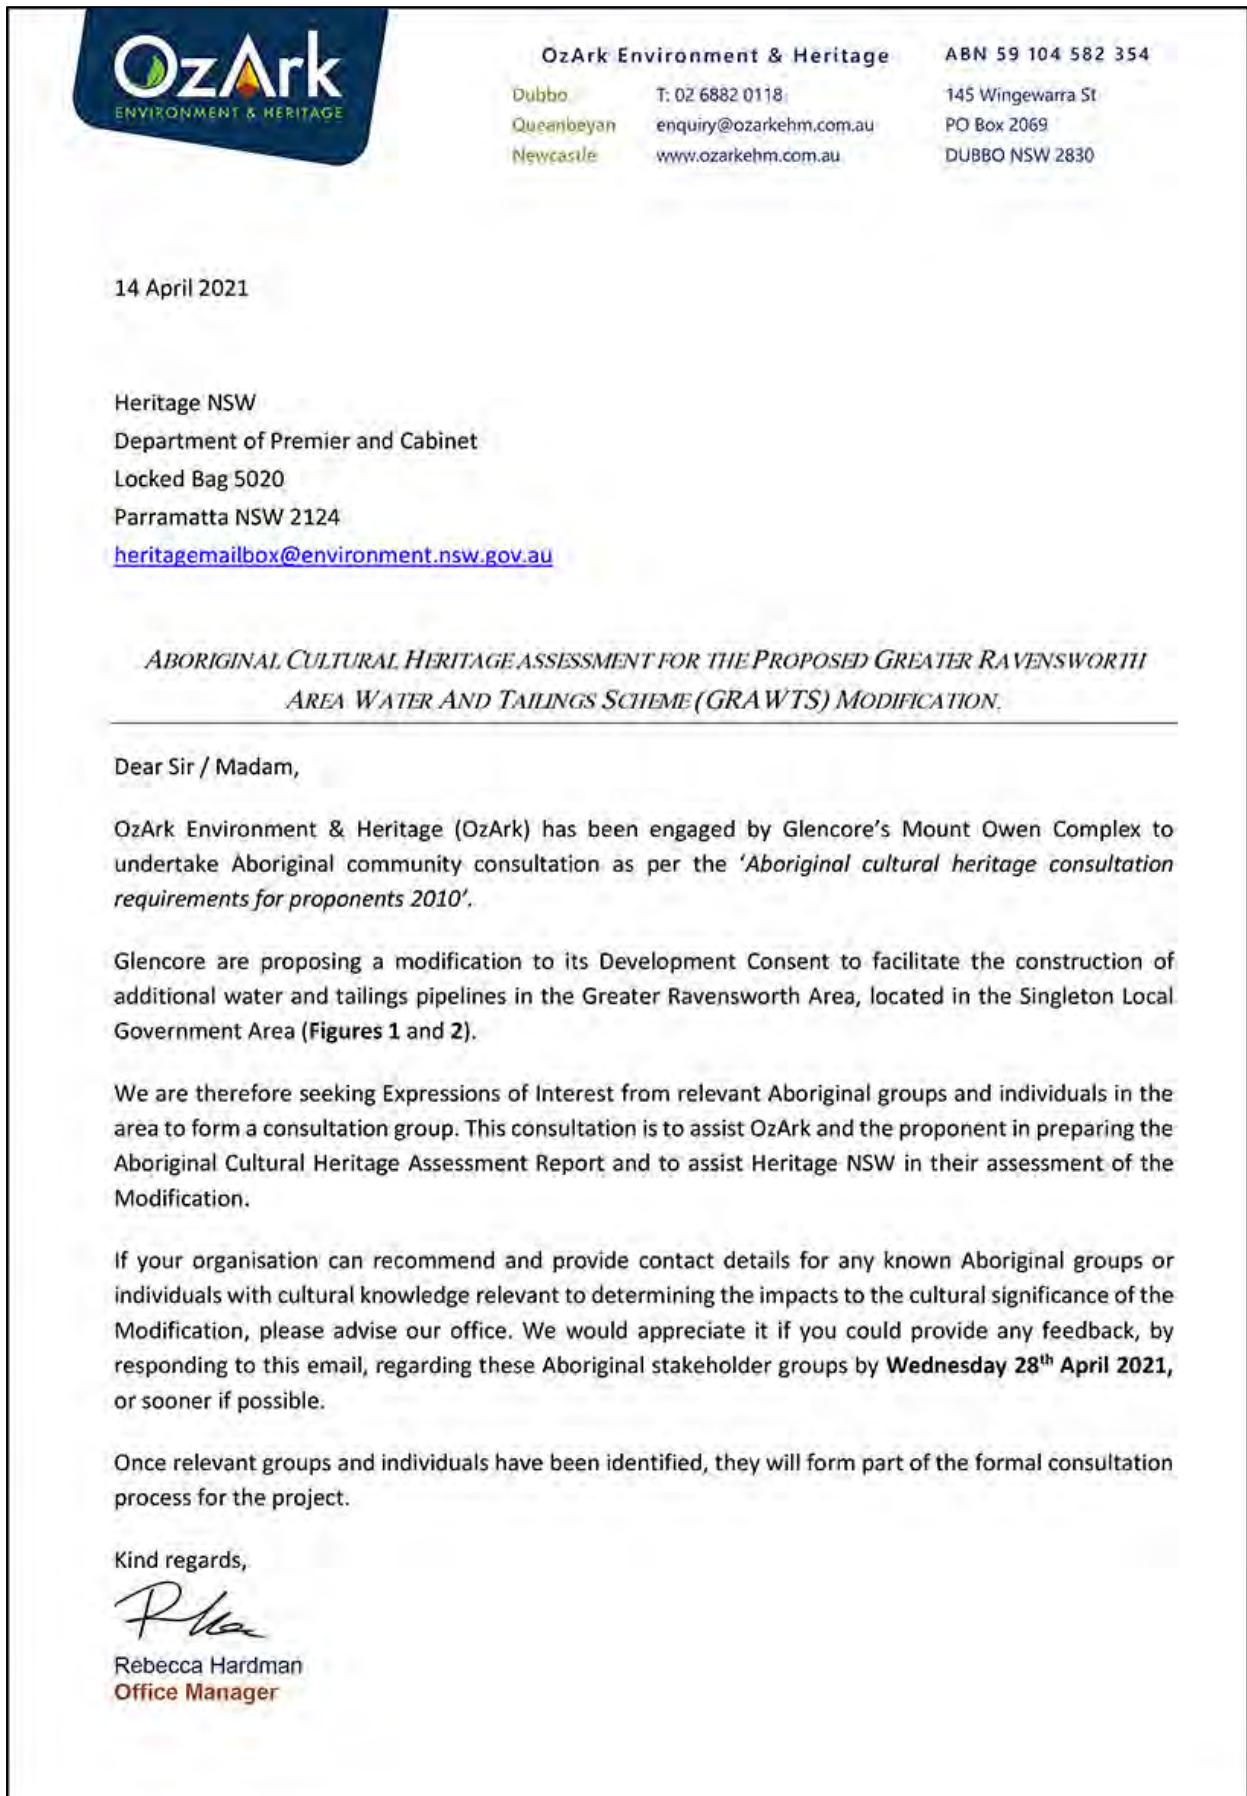 OzArk
ENVIRONMENT & HERITAGE
OzArk Environment & Heritage
ABN 59 104 582 354
Dubbo
T: 02 6882 0118
145 Wingewarra St
Queanbeyan
enquiry@ozarkehm.com.au
PO Box 2069
Newcastle
www.ozarkehm.com.au
DUBBO NSW 2830
14 April 2021
Heritage NSW
Department of Premier and Cabinet
Locked Bag 5020
Parramatta NSW 2124
heritagemailbox@environment.nsw.gov.au
ABORIGINAL CULTURAL HERITAGE ASSESSMENT FOR THE PROPOSED GREATER RAVENSWORTH
AREA WATER AND TAILINGS SCHEME (GRAWTS) MODIFICATION.
Dear Sir / Madam,
OzArk Environment & Heritage (OzArk) has been engaged by Glencore's Mount Owen Complex to
undertake Aboriginal community consultation as per the 'Aboriginal cultural heritage consultation
requirements for proponents 2010'.
Glencore are proposing a modification to its Development Consent to facilitate the construction of
additional water and tailings pipelines in the Greater Ravensworth Area, located in the Singleton Local
Government Area (Figures 1 and 2).
We are therefore seeking Expressions of Interest from relevant Aboriginal groups and individuals in the
area to form a consultation group. This consultation is to assist OzArk and the proponent in preparing the
Aboriginal Cultural Heritage Assessment Report and to assist Heritage NSW in their assessment of the
Modification.
If your organisation can recommend and provide contact details for any known Aboriginal groups or
individuals with cultural knowledge relevant to determining the impacts to the cultural significance of the
Modification, please advise our office. We would appreciate it if you could provide any feedback, by
responding to this email, regarding these Aboriginal stakeholder groups by Wednesday 28th April 2021,
or sooner if possible.
Once relevant groups and individuals have been identified, they will form part of the formal consultation
process for the project.
Kind regards,
Rebecca Hardman
Office Manager